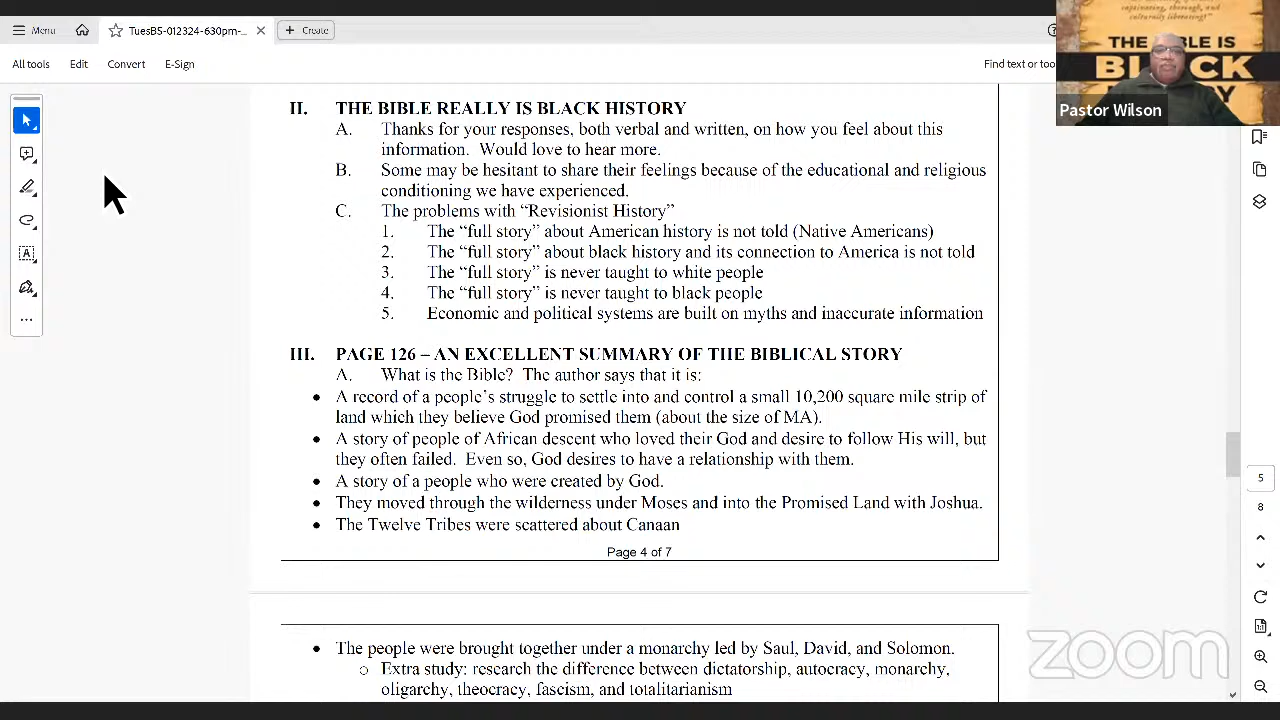 Menu
TuesBS-012324-630pm-...
Create
All tools
Edit
Convert
E-Sign
Find text or too
captivating, thorough, and
culturally liberating!"
THE BIBLE IS
BLACK
Pastor Wilson
II. THE BIBLE REALLY IS BLACK HISTORY
A. Thanks for your responses, both verbal and written, on how you feel about this
information. Would love to hear more.
B. Some may be hesitant to share their feelings because of the educational and religious
conditioning we have experienced.
C. The problems with “Revisionist History”
1. The “full story” about American history is not told (Native Americans)
2. The “full story” about black history and its connection to America is not told
3. The “full story” is never taught to white people
4. The “full story” is never taught to black people
5. Economic and political systems are built on myths and inaccurate information
III. PAGE 126 – AN EXCELLENT SUMMARY OF THE BIBLICAL STORY
A. What is the Bible? The author says that it is:
• A record of a people’s struggle to settle into and control a small 10,200 square mile strip of
land which they believe God promised them (about the size of MA).
• A story of people of African descent who loved their God and desire to follow His will, but
they often failed. Even so, God desires to have a relationship with them.
• A story of a people who were created by God.
• They moved through the wilderness under Moses and into the Promised Land with Joshua.
• The Twelve Tribes were scattered about Canaan
Page 4 of 7
• The people were brought together under a monarchy led by Saul, David, and Solomon.
o Extra study: research the difference between dictatorship, autocracy, monarchy,
oligarchy, theocracy, fascism, and totalitarianism
5
8
zoom